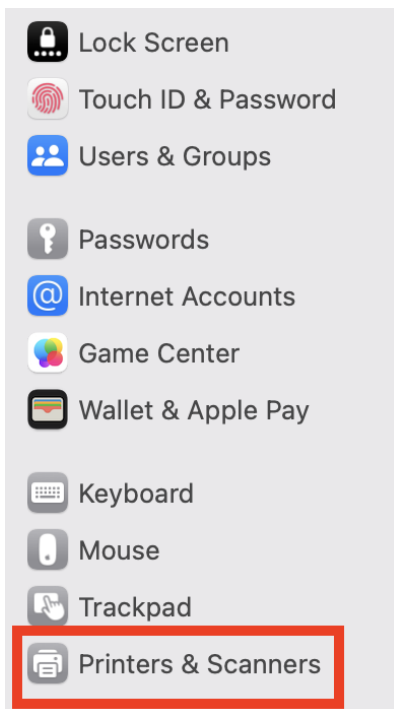 Lock Screen
Touch ID & Password
Users & Groups
Passwords
@ Internet Accounts
Game Center
Wallet & Apple Pay
Keyboard
Mouse
Trackpad
Printers & Scanners